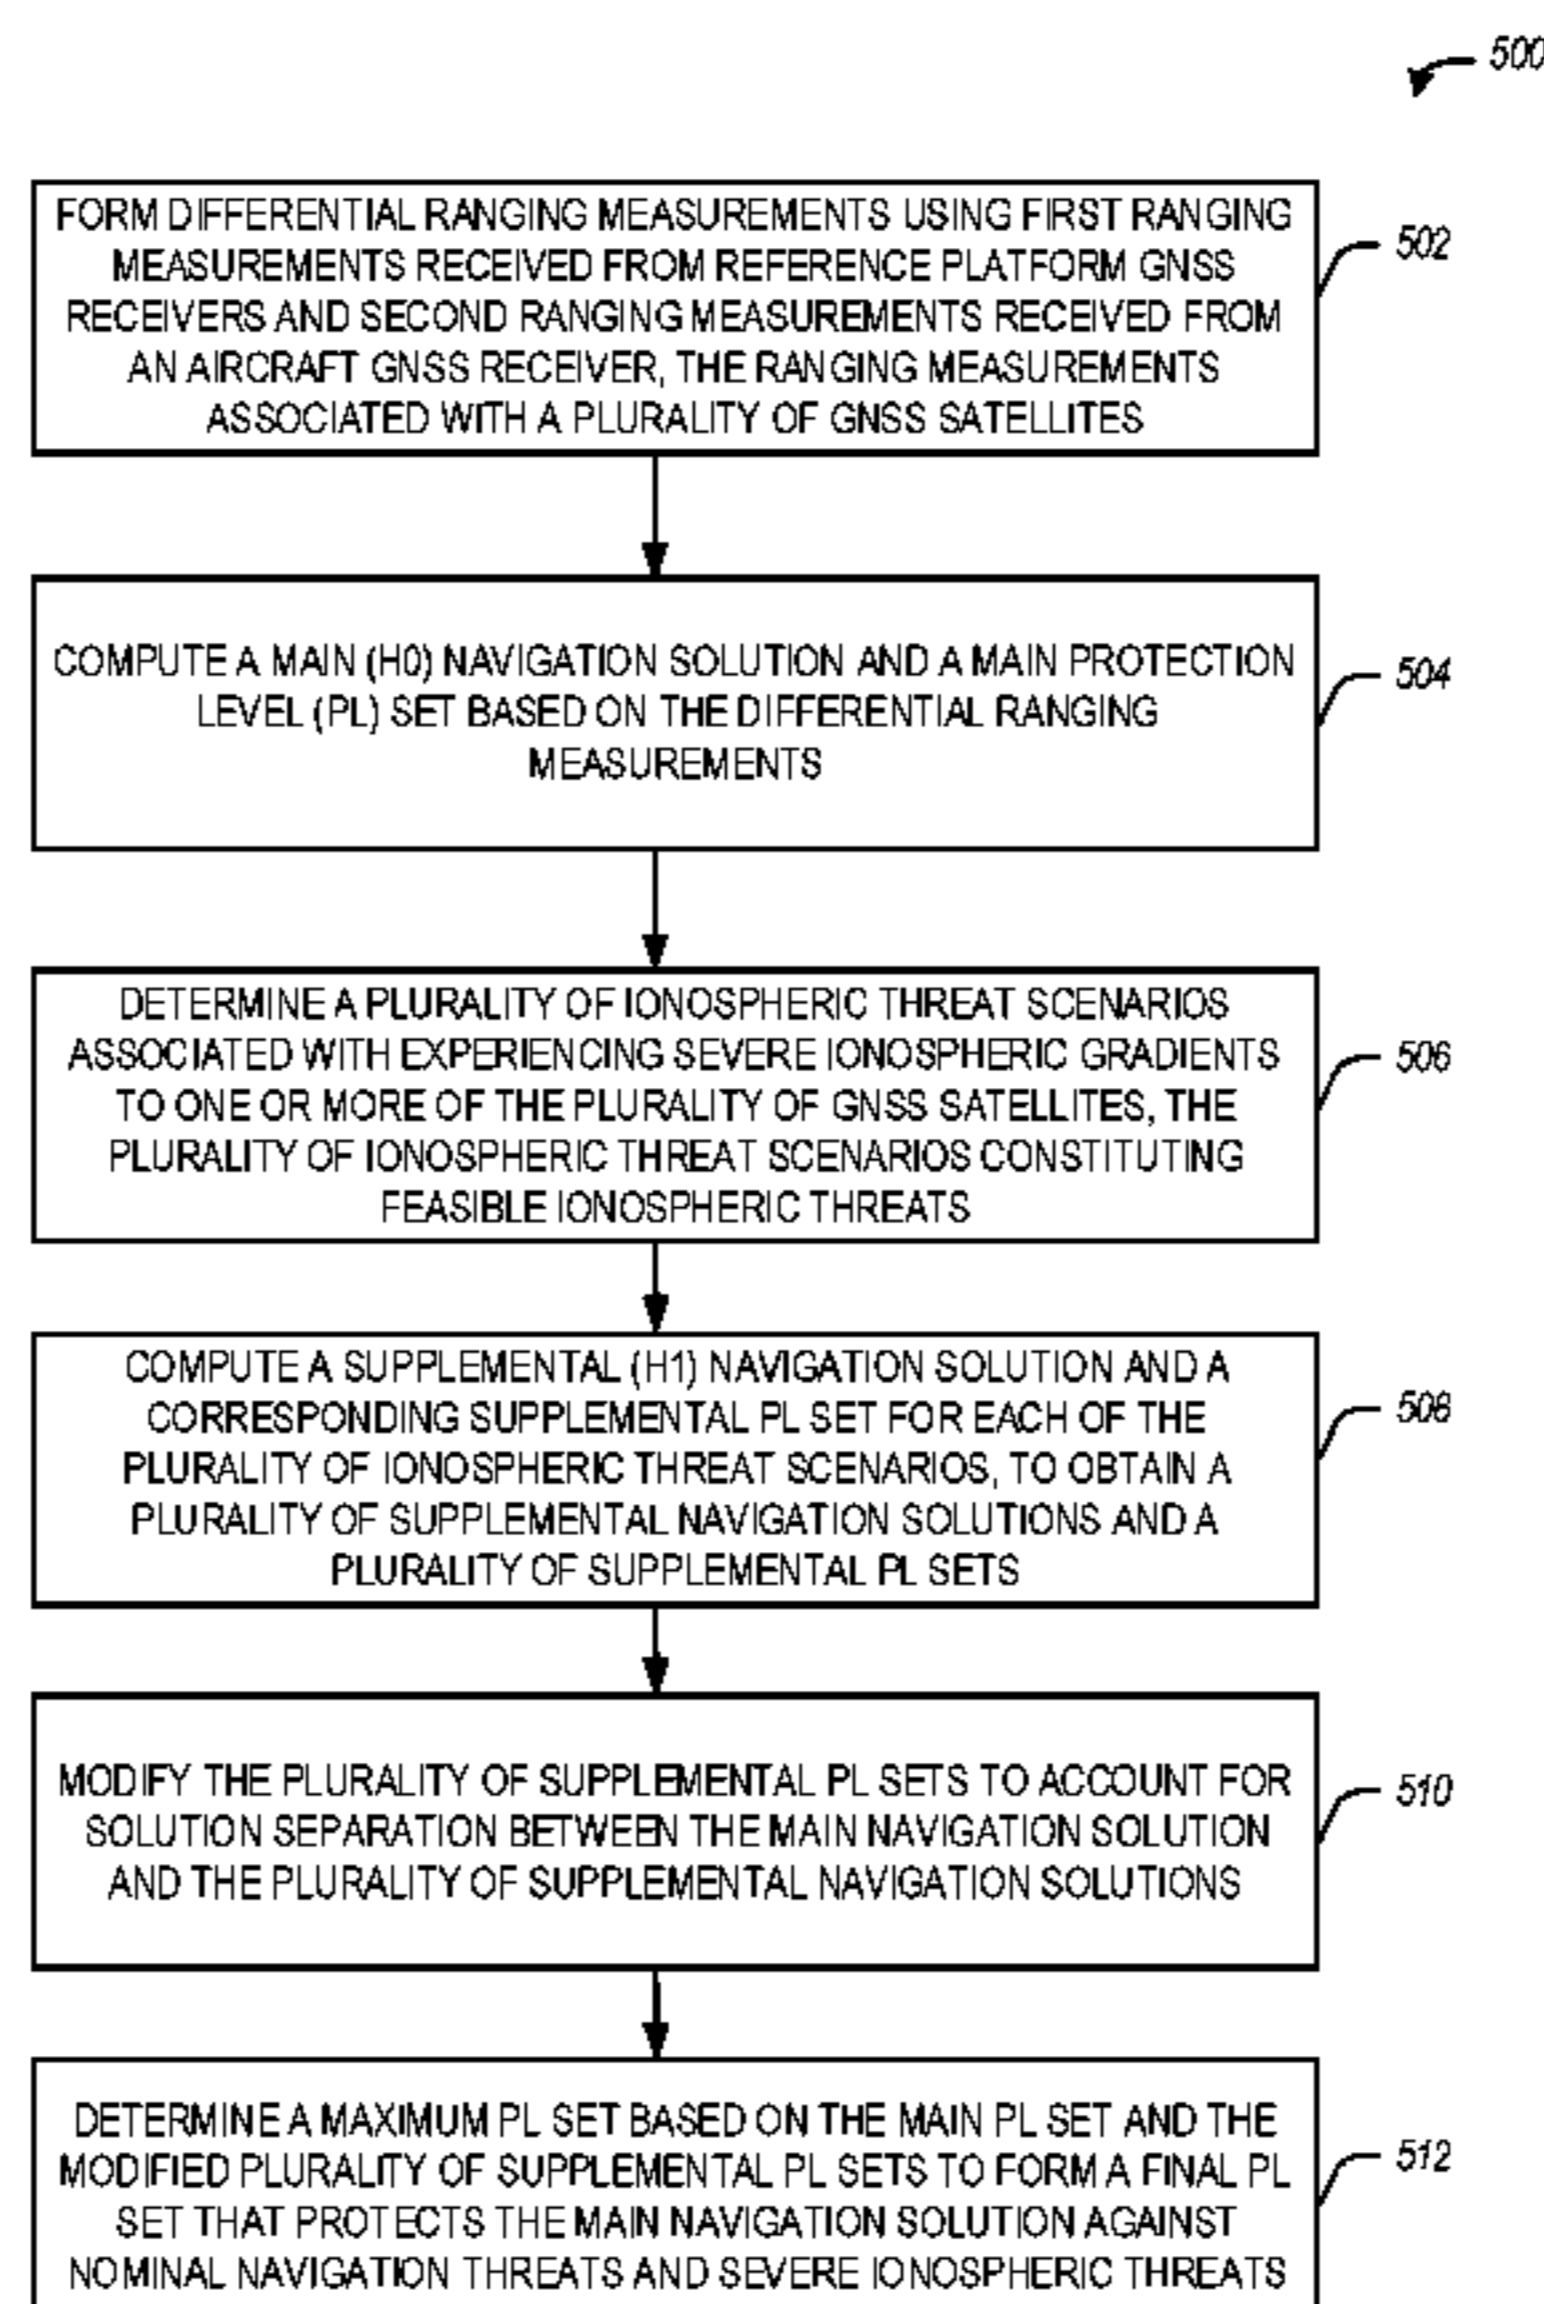 500
FORM DIFFERENTIAL RANGING MEASUREMENTS USING FIRST RANGING
MEASUREMENTS RECEIVED FROM REFERENCE PLATFORM GNSS
RECEIVERS AND SECOND RANGING MEASUREMENTS RECEIVED FROM
AN AIRCRAFT GNSS RECEIVER, THE RANGING MEASUREMENTS
ASSOCIATED WITH A PLURALITY OF GNSS SATELLITES
502
COMPUTE A MAIN (H0) NAVIGATION SOLUTION AND A MAIN PROTECTION
LEVEL (PL) SET BASED ON THE DIFFERENTIAL RANGING
MEASUREMENTS
504
DETERMINE A PLURALITY OF IONOSPHERIC THREAT SCENARIOS
ASSOCIATED WITH EXPERIENCING SEVERE IONOSPHERIC GRADIENTS
TO ONE OR MORE OF THE PLURALITY OF GNSS SATELLITES, THE
PLURALITY OF IONOSPHERIC THREAT SCENARIOS CONSTITUTING
FEASIBLE IONOSPHERIC THREATS
506
COMPUTE A SUPPLEMENTAL (H1) NAVIGATION SOLUTION AND A
CORRESPONDING SUPPLEMENTAL PL SET FOR EACH OF THE
PLURALITY OF IONOSPHERIC THREAT SCENARIOS, TO OBTAIN A
PLURALITY OF SUPPLEMENTAL NAVIGATION SOLUTIONS AND A
PLURALITY OF SUPPLEMENTAL PL SETS
508
MODIFY THE PLURALITY OF SUPPLEMENTAL PL SETS TO ACCOUNT FOR
SOLUTION SEPARATION BETWEEN THE MAIN NAVIGATION SOLUTION
AND THE PLURALITY OF SUPPLEMENTAL NAVIGATION SOLUTIONS
510
DETERMINE A MAXIMUM PL SET BASED ON THE MAIN PL SET AND THE
MODIFIED PLURALITY OF SUPPLEMENTAL PL SETS TO FORM A FINAL PL
SET THAT PROTECTS THE MAIN NAVIGATION SOLUTION AGAINST
NOMINAL NAVIGATION THREATS AND SEVERE IONOSPHERIC THREATS
512